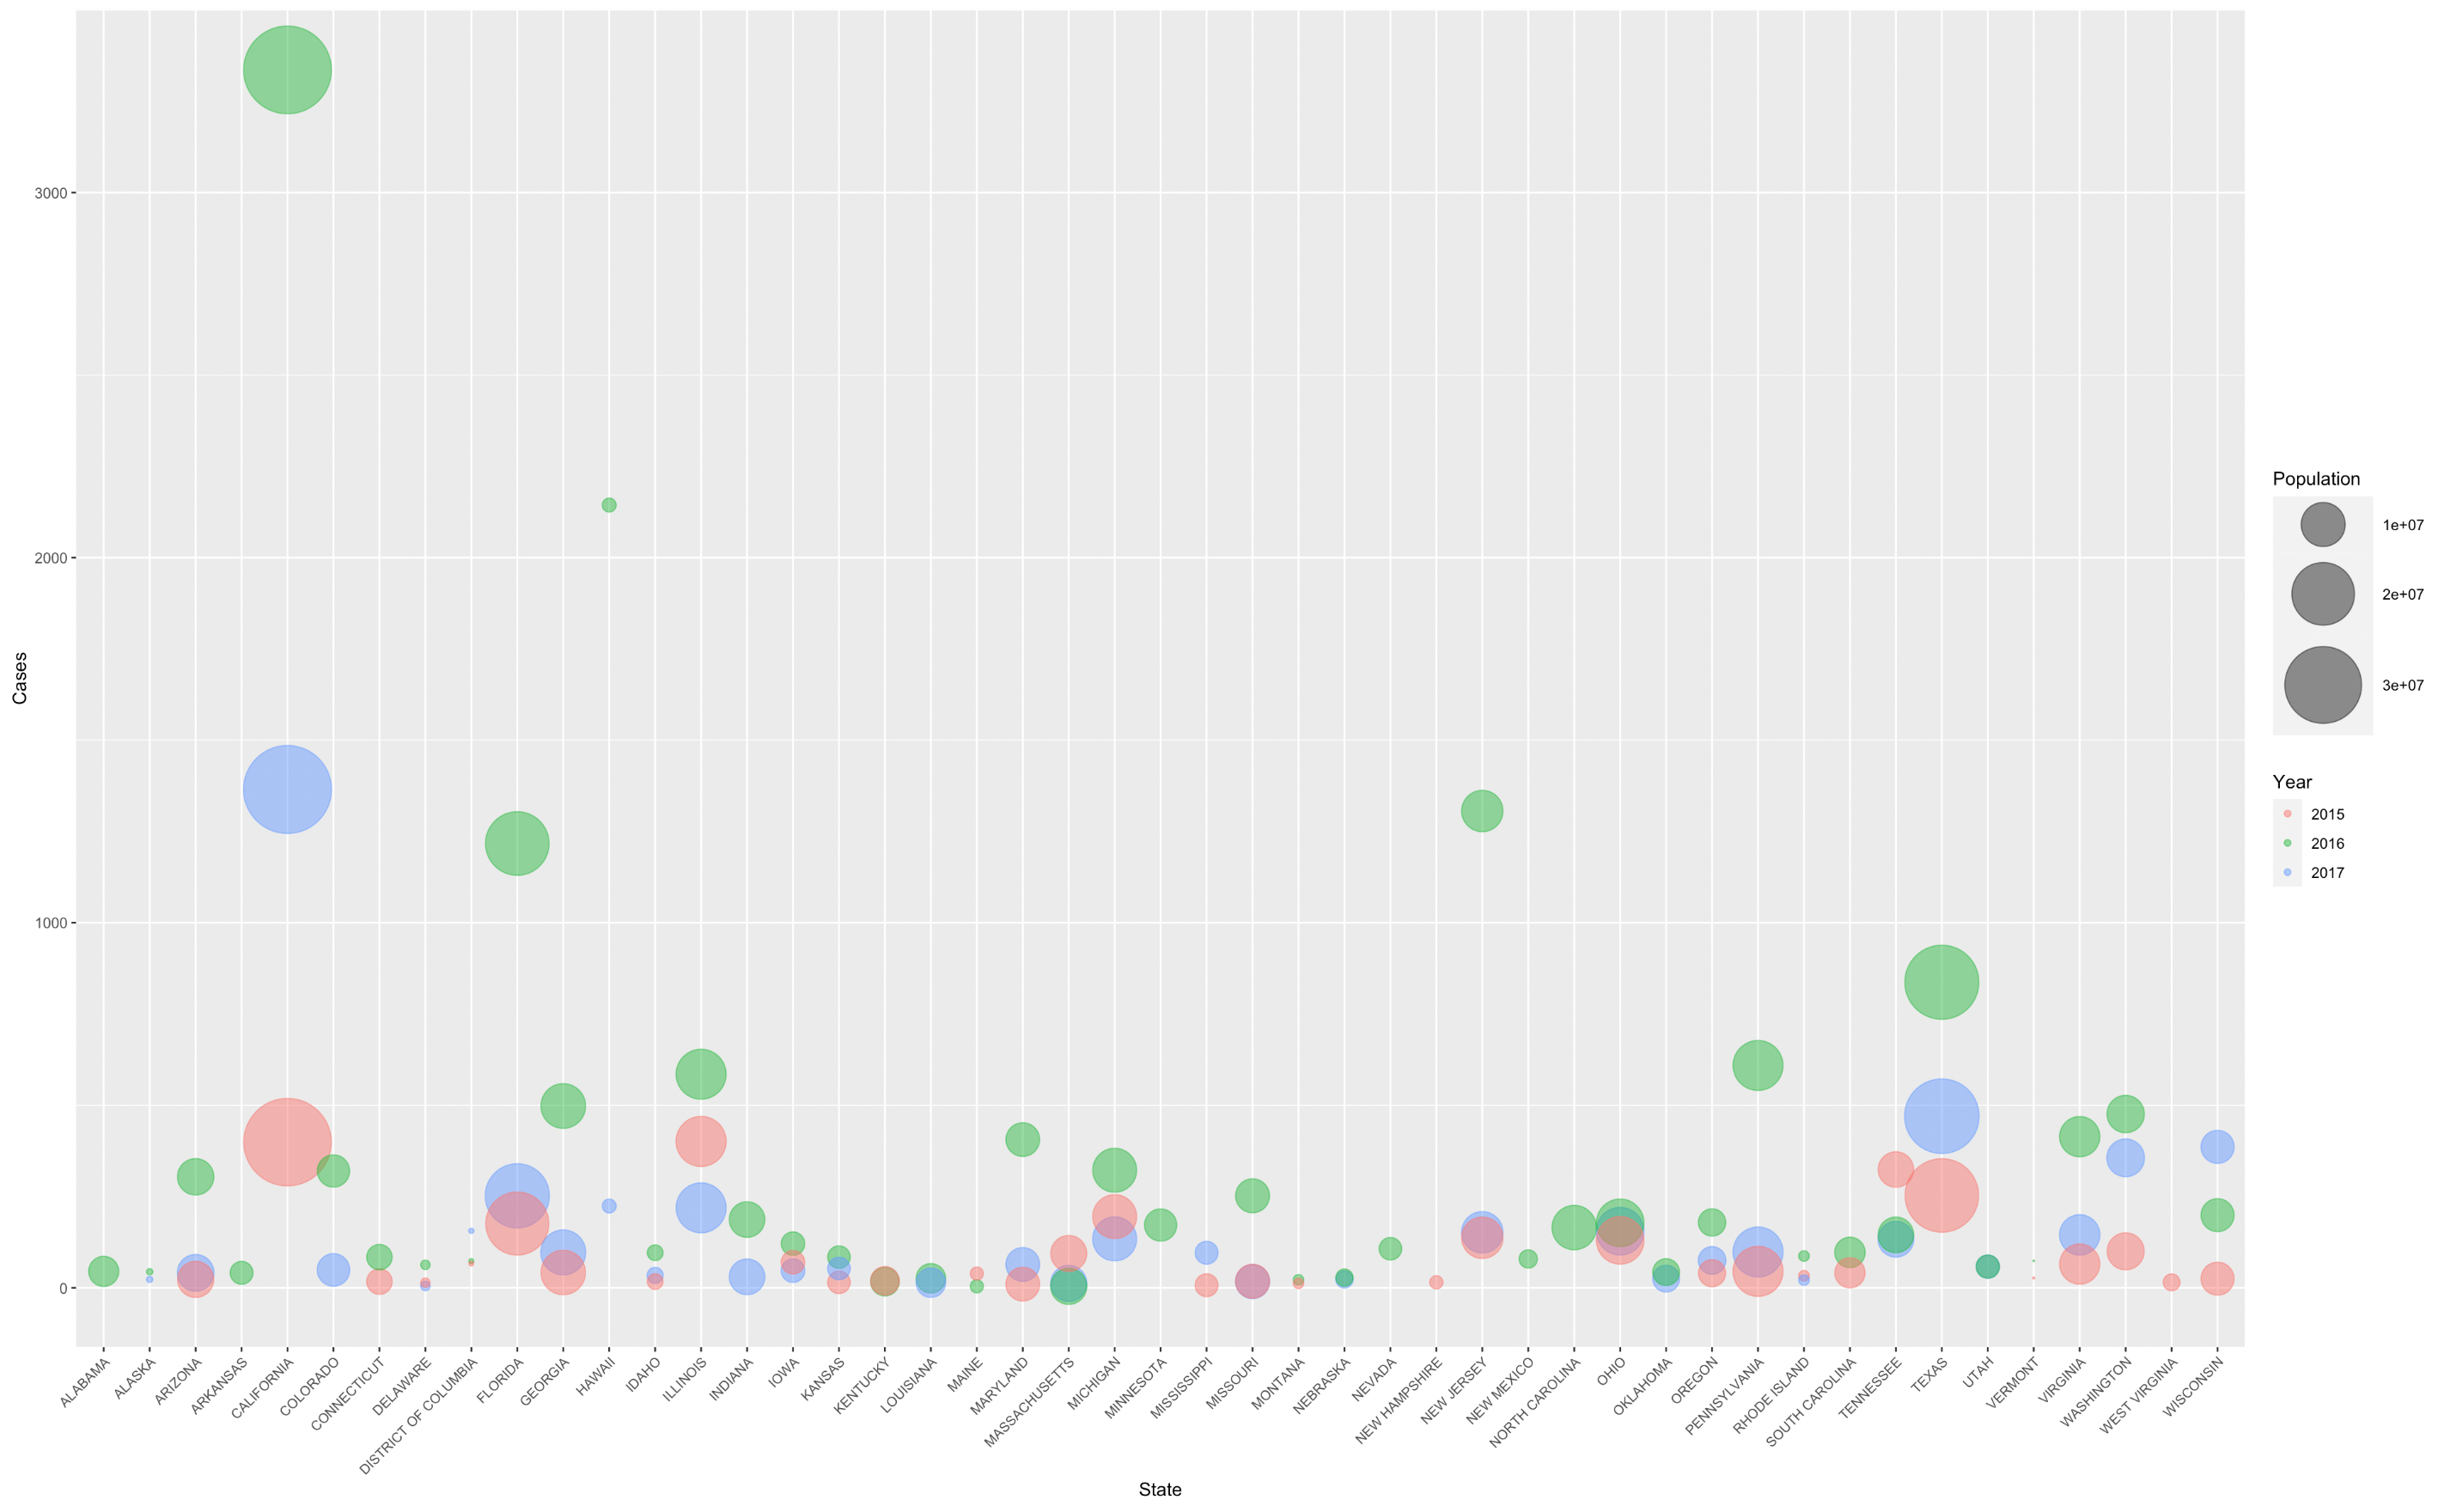 3000
2000
1000
0
Cases
ALABAMA
ALASKA
ARIZONA
ARKANSAS
CALIFORNIA
COLORADO
CONNECTICUT
DELAWARE
DISTRICT OF COLUMBIA
FLORIDA
GEORGIA
HAWAII
IDAHO
ILLINOIS
INDIANA
IOWA
KANSAS
KENTUCKY
LOUISIANA
MAINE
MARYLAND
MASSACHUSETTS
MICHIGAN
MINNESOTA
MISSISSIPPI
MISSOURI
MONTANA
NEBRASKA
NEVADA
NEW HAMPSHIRE
NEW JERSEY
NEW MEXICO
NORTH CAROLINA
OHIO
OKLAHOMA
OREGON
PENNSYLVANIA
RHODE ISLAND
SOUTH CAROLINA
TENNESSEE
TEXAS
UTAH
VERMONT
VIRGINIA
WASHINGTON
WEST VIRGINIA
WISCONSIN
State
Population
1e+07
2e+07
3e+07
Year
2015
2016
2017